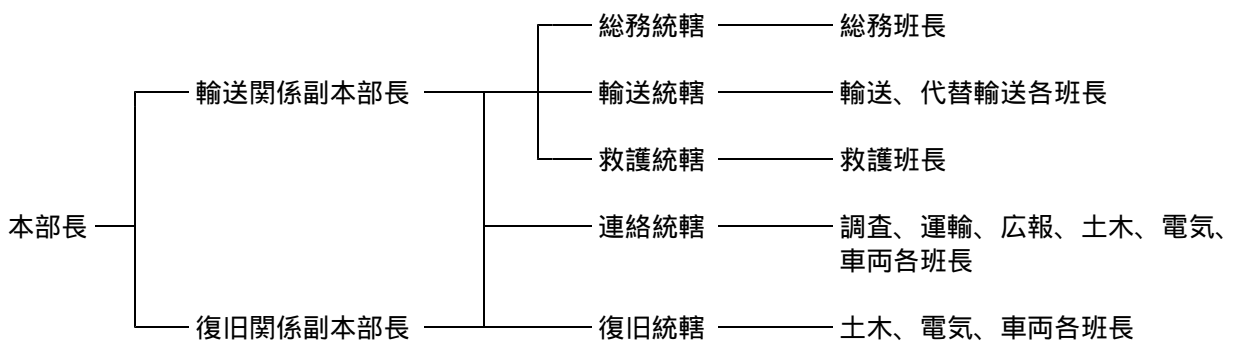 総務統轄 総務班長
輸送関係副本部長 輸送統轄 輸送、代替輸送各班長
救護統轄 救護班長
本部長 連絡統轄 調査、運輸、広報、土木、電気、
車両各班長
復旧関係副本部長 復旧統轄 土木、電気、車両各班長